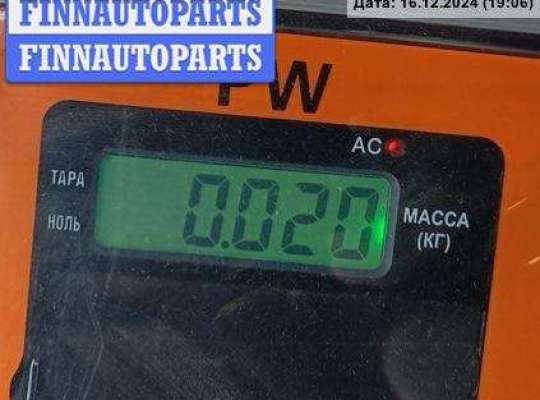 FINNAUTOPARTS
Дата: 16.12.2024 (19:06)
FINNAUTOPARTS
PW
AC
ТАРА
НОЛЬ
0.020
МАССА
(КГ)